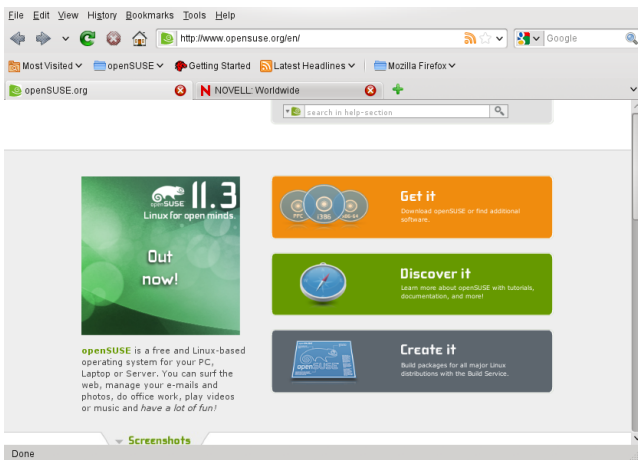 File Edit View History Bookmarks Tools Help
http://www.opensuse.org/en/
Google
Most Visited openSUSE Getting Started Latest Headlines Mozilla Firefox
openSUSE.org NOVELL: Worldwide
search in help-section
openSUSE 11.3
Linux for open minds.
Out
now!
PPC i386 x86-64
Get it
Download openSUSE or find additional
software.
Discover it
Learn more about openSUSE with tutorials,
documentation, and more!
Create it
Build packages for all major Linux
distributions with the Build Service.
openSUSE is a free and Linux-based
operating system for your PC,
Laptop or Server. You can surf the
web, manage your e-mails and
photos, do office work, play videos
or music and have a lot of fun!
Screenshots
Done